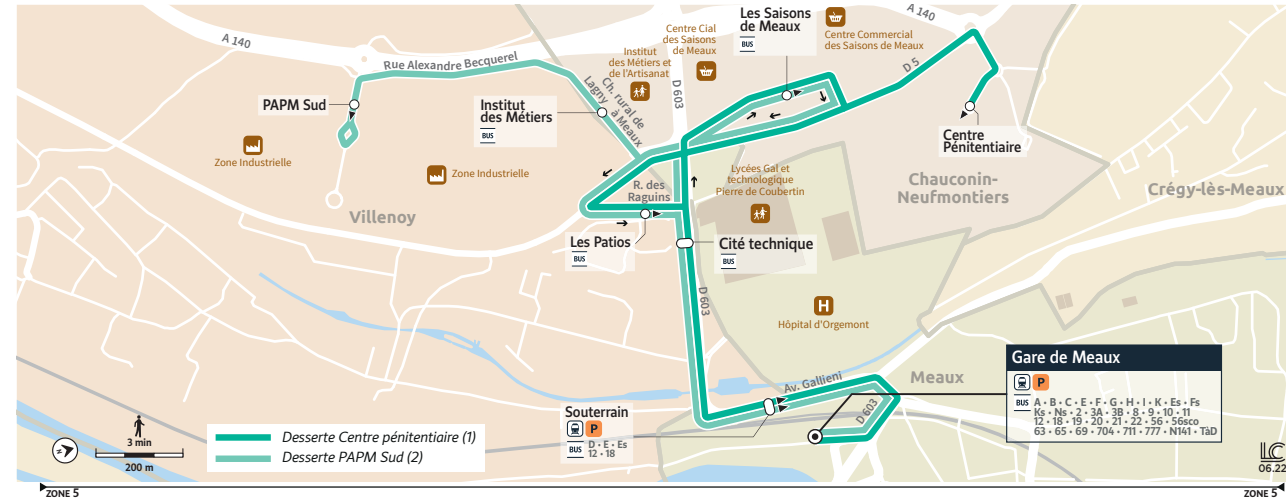 A 140
Rue Alexandre Becquerel
PAPM Sud
Zone Industrielle
Zone Industrielle
Villenoy
Institut
des Métiers
BUS
Institut
des Métiers et
de l'Artisanat
Ch. rural de
Lagny à Meaux
Centre Cial
des Saisons
de Meaux
D 603
Les Saisons
de Meaux
BUS
Centre Commercial
des Saisons de Meaux
A 140
D 5
Centre
Pénitentiaire
Chauconin-
Neufmontiers
Crégy-lès-Meaux
R. des
Raguins
Les Patios
BUS
Lycées Gal et
technologique
Pierre de Coubertin
Cité technique
BUS
D 603
H
Hôpital d'Orgemont
Meaux
Av. Gallieni
D 603
Souterrain
P
BUS
D • E • Es
12 • 18
Gare de Meaux
P
BUS
A • B • C • E • F • G • H • I • K • Es • Fs
Ks • Ns • 2 • 3A • 3B • 8 • 9 • 10 • 11
12 • 18 • 19 • 20 • 21 • 22 • 56 • 56sco
63 • 65 • 69 • 704 • 711 • 777 • N141 • TàD
3 min
200 m
Desserte Centre pénitentiaire (1)
Desserte PAPM Sud (2)
LC
06.22
ZONE 5
ZONE 5